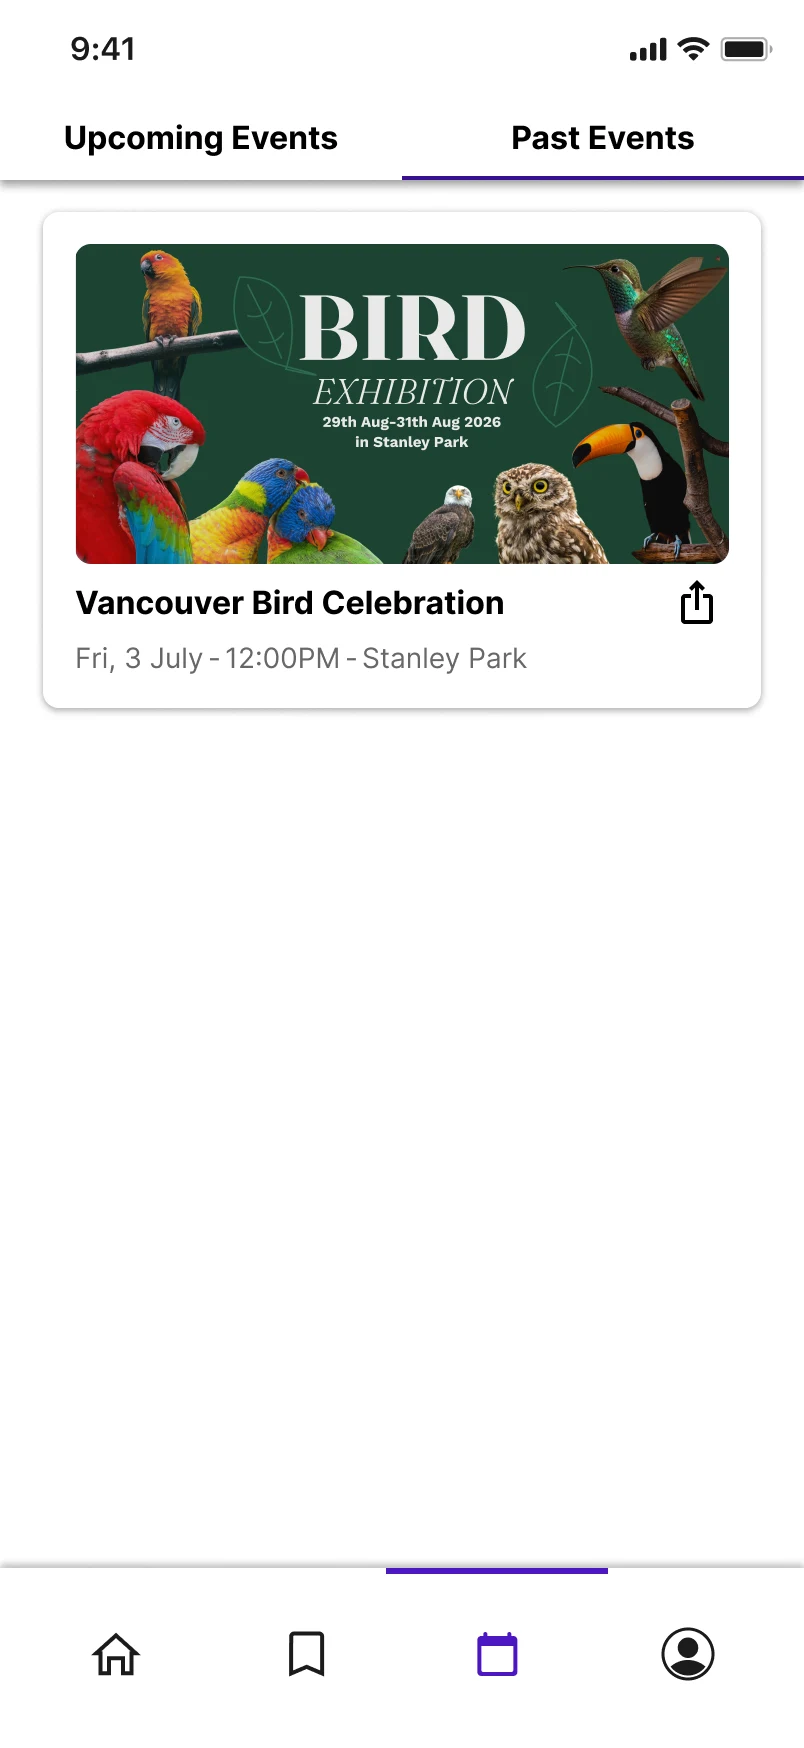 9:41
Upcoming Events
Past Events
BIRD
EXHIBITION
29th Aug-31th Aug 2026
in Stanley Park
Vancouver Bird Celebration
Fri, 3 July - 12:00PM - Stanley Park